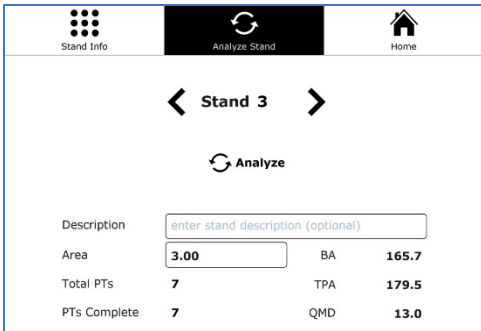 Stand Info Analyze Stand Home
Stand 3
Analyze
Description enter stand description (optional)
Area 3.00 BA 165.7
Total PTs 7 TPA 179.5
PTs Complete 7 QMD 13.0